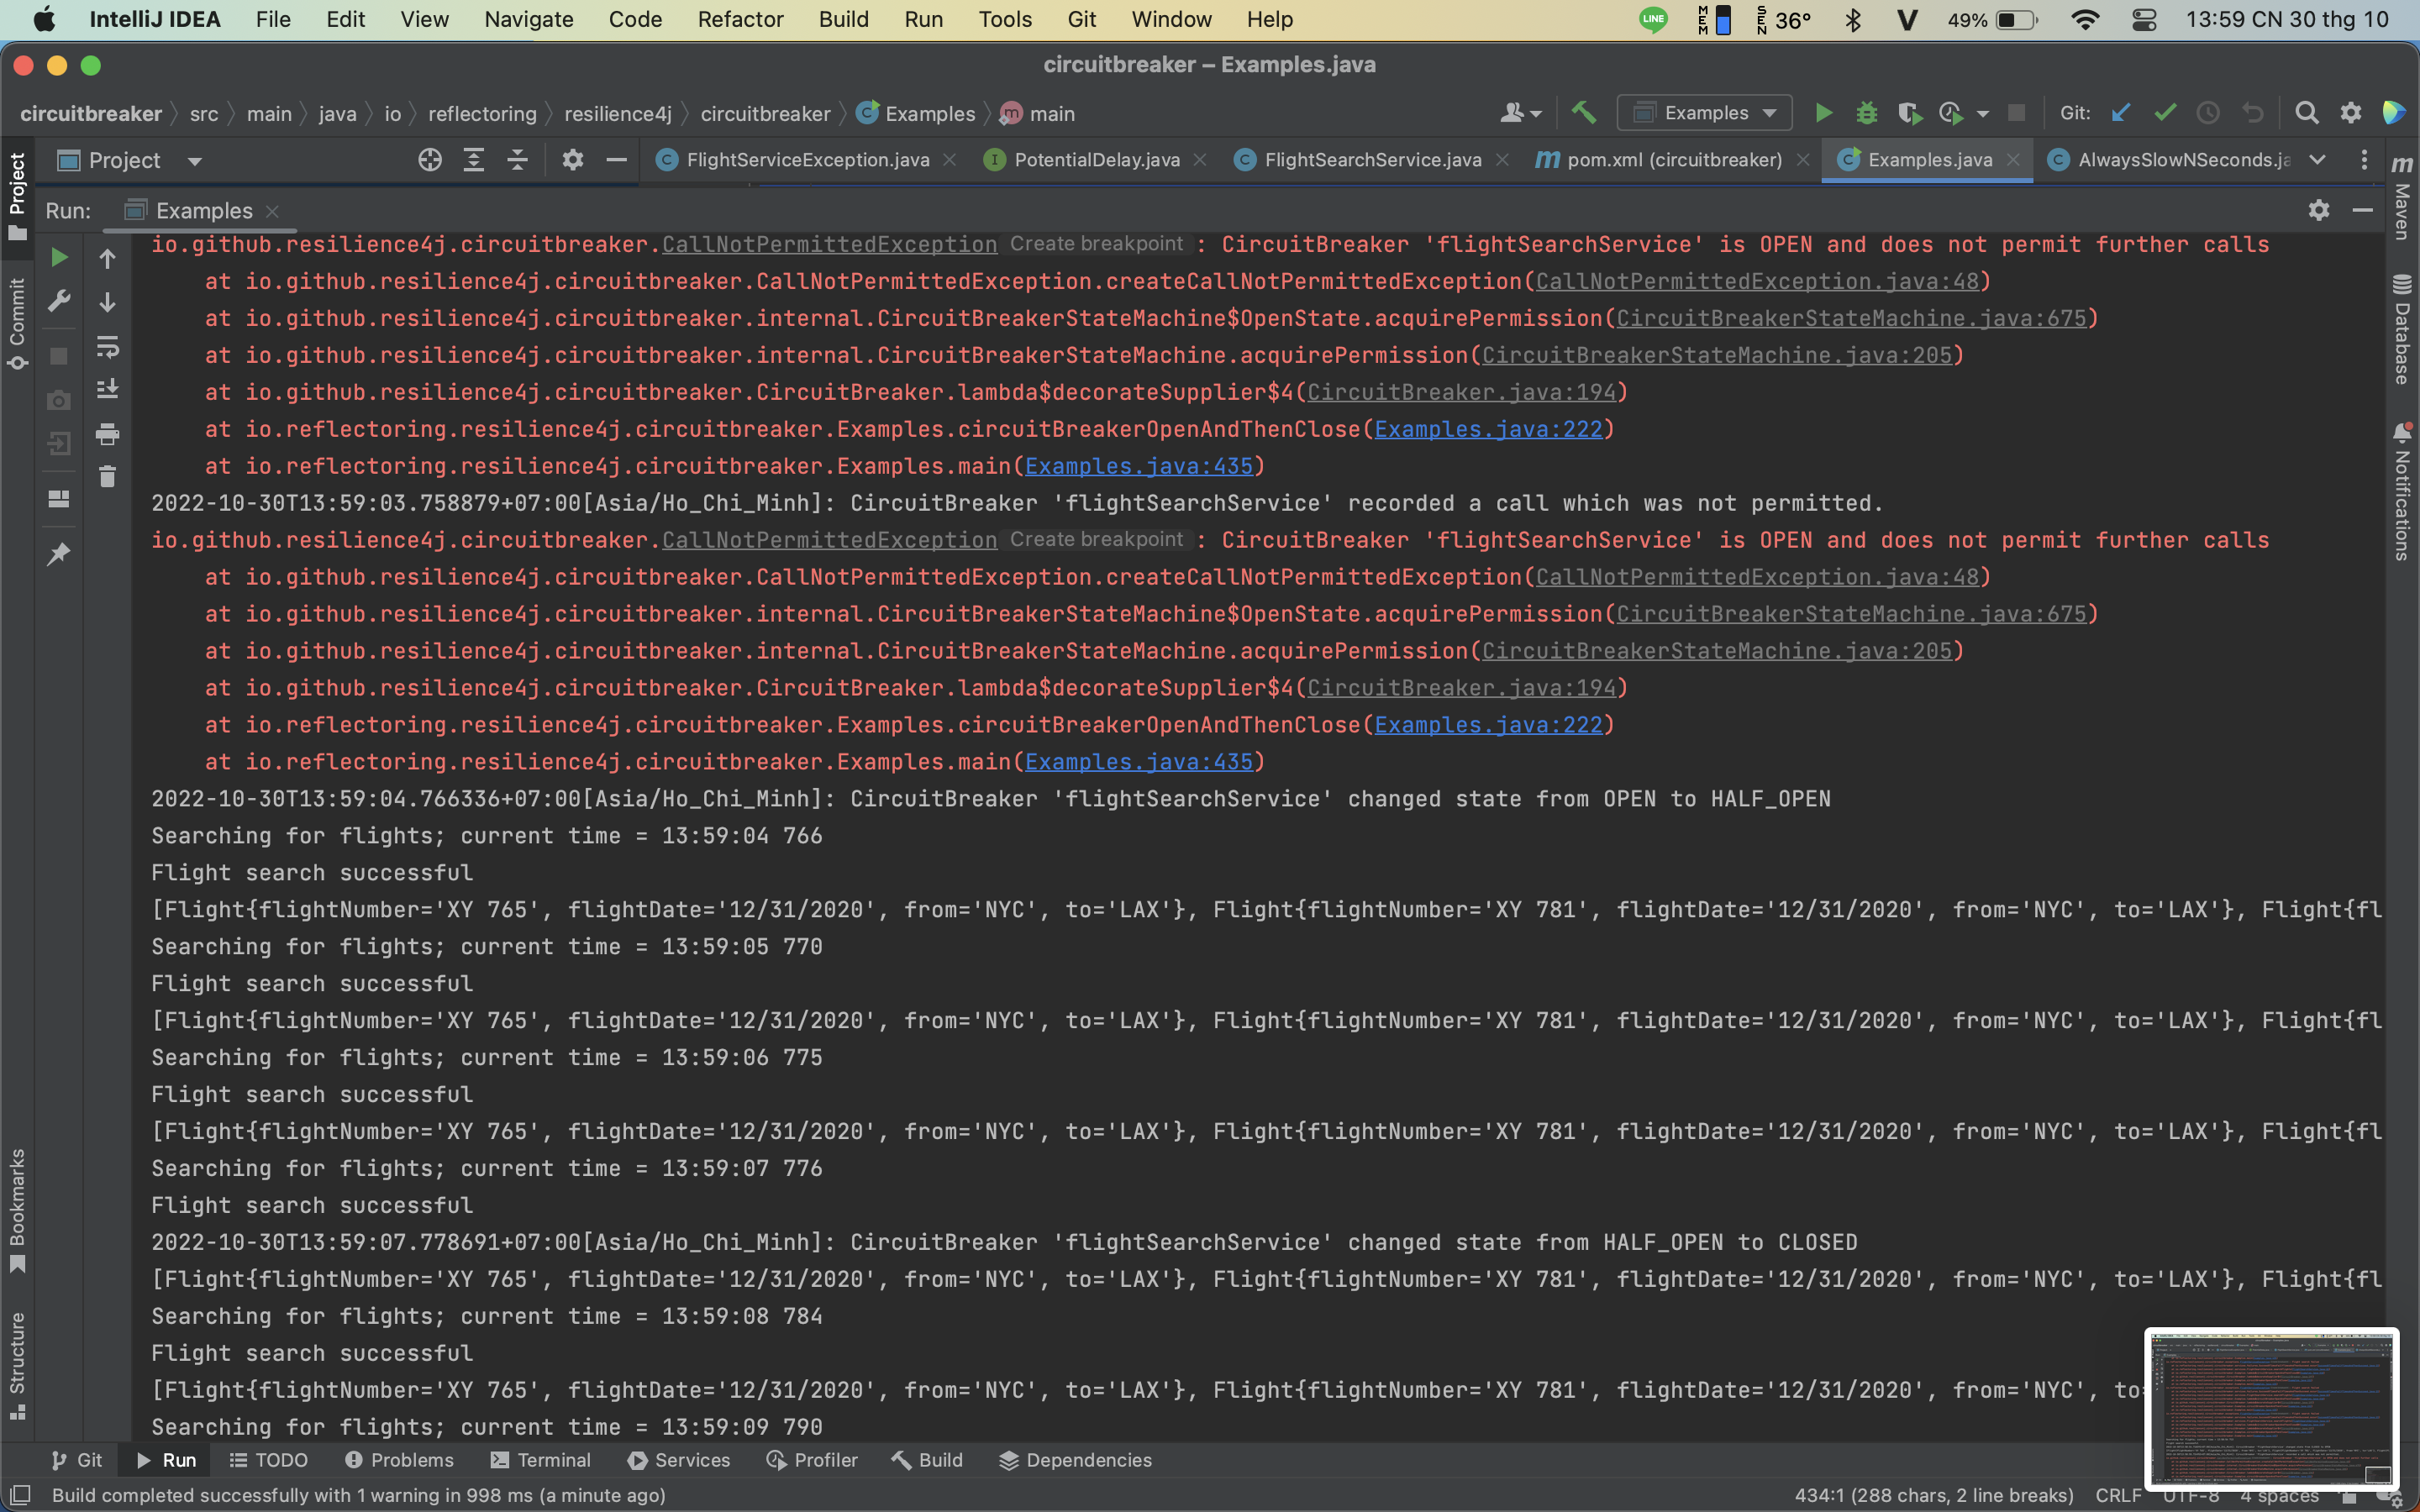 IntelliJ IDEA File Edit View Navigate Code Refactor Build Run Tools Git Window Help LINE MEM SEN 36° V 49% 13:59 CN 30 thg 10
circuitbreaker – Examples.java
circuitbreaker src main java io reflectoring resilience4j circuitbreaker Examples main Examples Git:
Project FlightServiceException.java PotentialDelay.java FlightSearchService.java pom.xml (circuitbreaker) Examples.java AlwaysSlowNSeconds.ja
Run: Examples
io.github.resilience4j.circuitbreaker.CallNotPermittedException Create breakpoint : CircuitBreaker 'flightSearchService' is OPEN and does not permit further calls
at io.github.resilience4j.circuitbreaker.CallNotPermittedException.createCallNotPermittedException(CallNotPermittedException.java:48)
at io.github.resilience4j.circuitbreaker.internal.CircuitBreakerStateMachine$OpenState.acquirePermission(CircuitBreakerStateMachine.java:675)
at io.github.resilience4j.circuitbreaker.internal.CircuitBreakerStateMachine.acquirePermission(CircuitBreakerStateMachine.java:205)
at io.github.resilience4j.circuitbreaker.CircuitBreaker.lambda$decorateSupplier$4(CircuitBreaker.java:194)
at io.reflectoring.resilience4j.circuitbreaker.Examples.circuitBreakerOpenAndThenClose(Examples.java:222)
at io.reflectoring.resilience4j.circuitbreaker.Examples.main(Examples.java:435)
2022-10-30T13:59:03.758879+07:00[Asia/Ho_Chi_Minh]: CircuitBreaker 'flightSearchService' recorded a call which was not permitted.
io.github.resilience4j.circuitbreaker.CallNotPermittedException Create breakpoint : CircuitBreaker 'flightSearchService' is OPEN and does not permit further calls
at io.github.resilience4j.circuitbreaker.CallNotPermittedException.createCallNotPermittedException(CallNotPermittedException.java:48)
at io.github.resilience4j.circuitbreaker.internal.CircuitBreakerStateMachine$OpenState.acquirePermission(CircuitBreakerStateMachine.java:675)
at io.github.resilience4j.circuitbreaker.internal.CircuitBreakerStateMachine.acquirePermission(CircuitBreakerStateMachine.java:205)
at io.github.resilience4j.circuitbreaker.CircuitBreaker.lambda$decorateSupplier$4(CircuitBreaker.java:194)
at io.reflectoring.resilience4j.circuitbreaker.Examples.circuitBreakerOpenAndThenClose(Examples.java:222)
at io.reflectoring.resilience4j.circuitbreaker.Examples.main(Examples.java:435)
2022-10-30T13:59:04.766336+07:00[Asia/Ho_Chi_Minh]: CircuitBreaker 'flightSearchService' changed state from OPEN to HALF_OPEN
Searching for flights; current time = 13:59:04 766
Flight search successful
[Flight{flightNumber='XY 765', flightDate='12/31/2020', from='NYC', to='LAX'}, Flight{flightNumber='XY 781', flightDate='12/31/2020', from='NYC', to='LAX'}, Flight{fl
Searching for flights; current time = 13:59:05 770
Flight search successful
[Flight{flightNumber='XY 765', flightDate='12/31/2020', from='NYC', to='LAX'}, Flight{flightNumber='XY 781', flightDate='12/31/2020', from='NYC', to='LAX'}, Flight{fl
Searching for flights; current time = 13:59:06 775
Flight search successful
[Flight{flightNumber='XY 765', flightDate='12/31/2020', from='NYC', to='LAX'}, Flight{flightNumber='XY 781', flightDate='12/31/2020', from='NYC', to='LAX'}, Flight{fl
Searching for flights; current time = 13:59:07 776
Flight search successful
2022-10-30T13:59:07.778691+07:00[Asia/Ho_Chi_Minh]: CircuitBreaker 'flightSearchService' changed state from HALF_OPEN to CLOSED
[Flight{flightNumber='XY 765', flightDate='12/31/2020', from='NYC', to='LAX'}, Flight{flightNumber='XY 781', flightDate='12/31/2020', from='NYC', to='LAX'}, Flight{fl
Searching for flights; current time = 13:59:08 784
Flight search successful
[Flight{flightNumber='XY 765', flightDate='12/31/2020', from='NYC', to='LAX'}, Flight{flightNumber='XY 781', flightDate='12/31/2020', from='NYC', to=
Searching for flights; current time = 13:59:09 790
Project
Commit
Bookmarks
Structure
Maven
Database
Notifications
Git Run TODO Problems Terminal Services Profiler Build Dependencies
Build completed successfully with 1 warning in 998 ms (a minute ago) 434:1 (288 chars, 2 line breaks) CRLF UTF-8 4 spaces